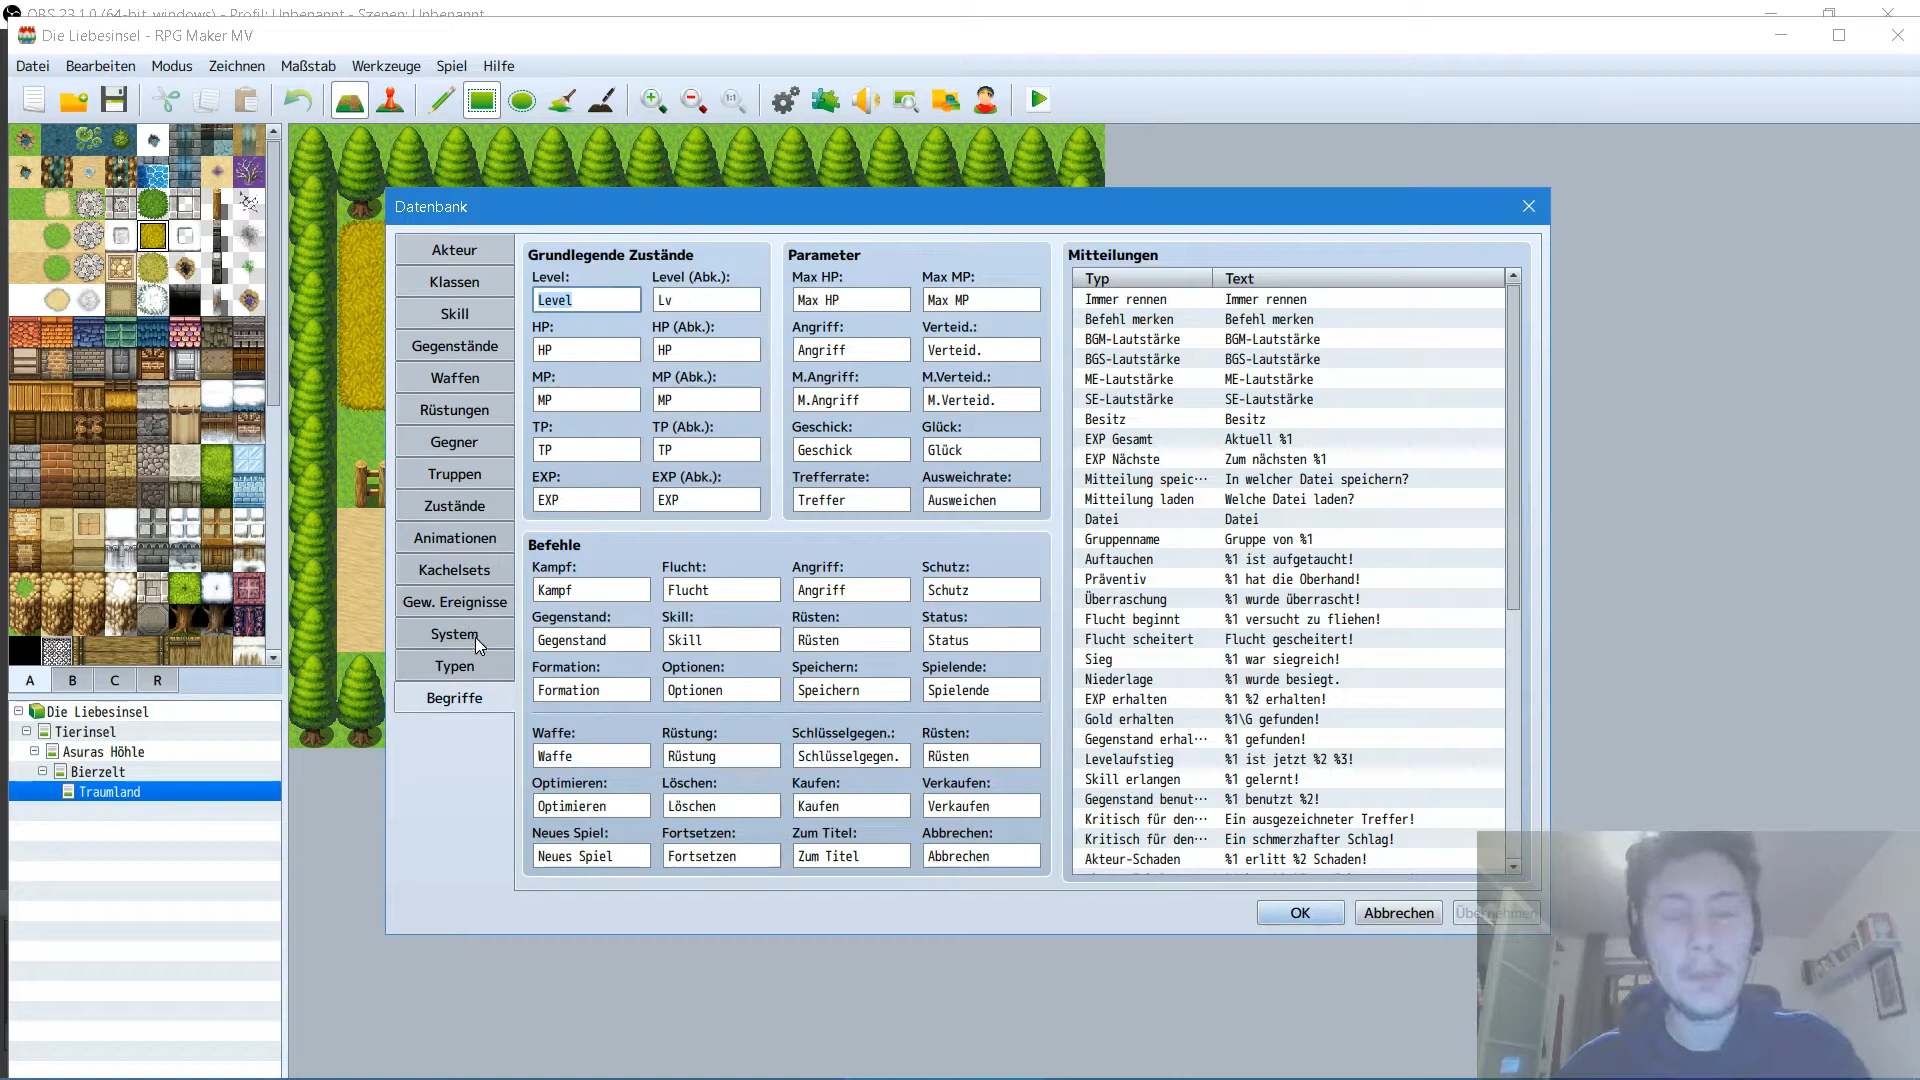 OBS 23.1.0 (64-bit, windows) - Profil: Unbenannt - Szenen: Unbenannt
Die Liebesinsel - RPG Maker MV
Datei Bearbeiten Modus Zeichnen Maßstab Werkzeuge Spiel Hilfe
1:1
Datenbank
Akteur
Klassen
Skill
Gegenstände
Waffen
Rüstungen
Gegner
Truppen
Zustände
Animationen
Kachelsets
Gew. Ereignisse
System
Typen
Begriffe
Grundlegende Zustände
Level: Level (Abk.):
Level Lv
HP: HP (Abk.):
HP HP
MP: MP (Abk.):
MP MP
TP: TP (Abk.):
TP TP
EXP: EXP (Abk.):
EXP EXP
Parameter
Max HP: Max MP:
Max HP Max MP
Angriff: Verteid.:
Angriff Verteid.
M.Angriff: M.Verteid.:
M.Angriff M.Verteid.
Geschick: Glück:
Geschick Glück
Trefferrate: Ausweichrate:
Treffer Ausweichen
Befehle
Kampf: Flucht: Angriff: Schutz:
Kampf Flucht Angriff Schutz
Gegenstand: Skill: Rüsten: Status:
Gegenstand Skill Rüsten Status
Formation: Optionen: Speichern: Spielende:
Formation Optionen Speichern Spielende
Waffe: Rüstung: Schlüsselgegen.: Rüsten:
Waffe Rüstung Schlüsselgegen. Rüsten
Optimieren: Löschen: Kaufen: Verkaufen:
Optimieren Löschen Kaufen Verkaufen
Neues Spiel: Fortsetzen: Zum Titel: Abbrechen:
Neues Spiel Fortsetzen Zum Titel Abbrechen
Mitteilungen
Typ Text
Immer rennen Immer rennen
Befehl merken Befehl merken
BGM-Lautstärke BGM-Lautstärke
BGS-Lautstärke BGS-Lautstärke
ME-Lautstärke ME-Lautstärke
SE-Lautstärke SE-Lautstärke
Besitz Besitz
EXP Gesamt Aktuell %1
EXP Nächste Zum nächsten %1
Mitteilung speic… In welcher Datei speichern?
Mitteilung laden Welche Datei laden?
Datei Datei
Gruppenname Gruppe von %1
Auftauchen %1 ist aufgetaucht!
Präventiv %1 hat die Oberhand!
Überraschung %1 wurde überrascht!
Flucht beginnt %1 versucht zu fliehen!
Flucht scheitert Flucht gescheitert!
Sieg %1 war siegreich!
Niederlage %1 wurde besiegt.
EXP erhalten %1 %2 erhalten!
Gold erhalten %1\G gefunden!
Gegenstand erhal… %1 gefunden!
Levelaufstieg %1 ist jetzt %2 %3!
Skill erlangen %1 gelernt!
Gegenstand benut… %1 benutzt %2!
Kritisch für den… Ein ausgezeichneter Treffer!
Kritisch für den… Ein schmerzhafter Schlag!
Akteur-Schaden %1 erlitt %2 Schaden!
OK Abbrechen Übernehmen
A B C R
Die Liebesinsel
Tierinsel
Asuras Höhle
Bierzelt
Traumland